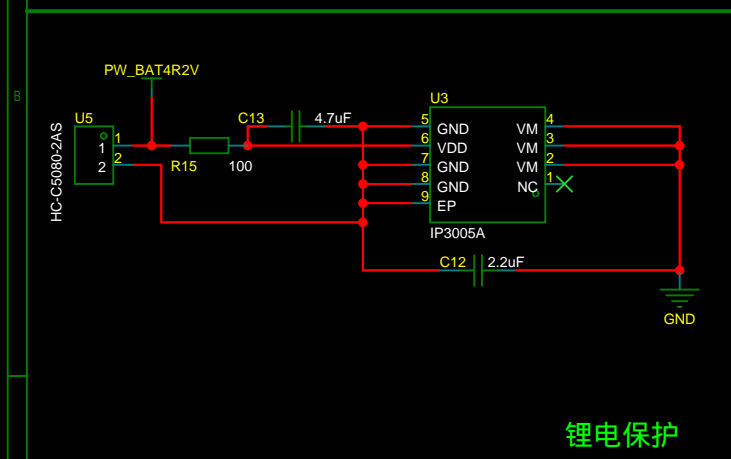 PW_BAT4R2V
B
U5
HC-C5080-2AS
1
1
2
2
R15
100
C13
4.7uF
U3
5
GND
VM
4
6
VDD
VM
3
7
GND
VM
2
8
GND
NC
1
9
EP
IP3005A
C12
2.2uF
GND
锂电保护